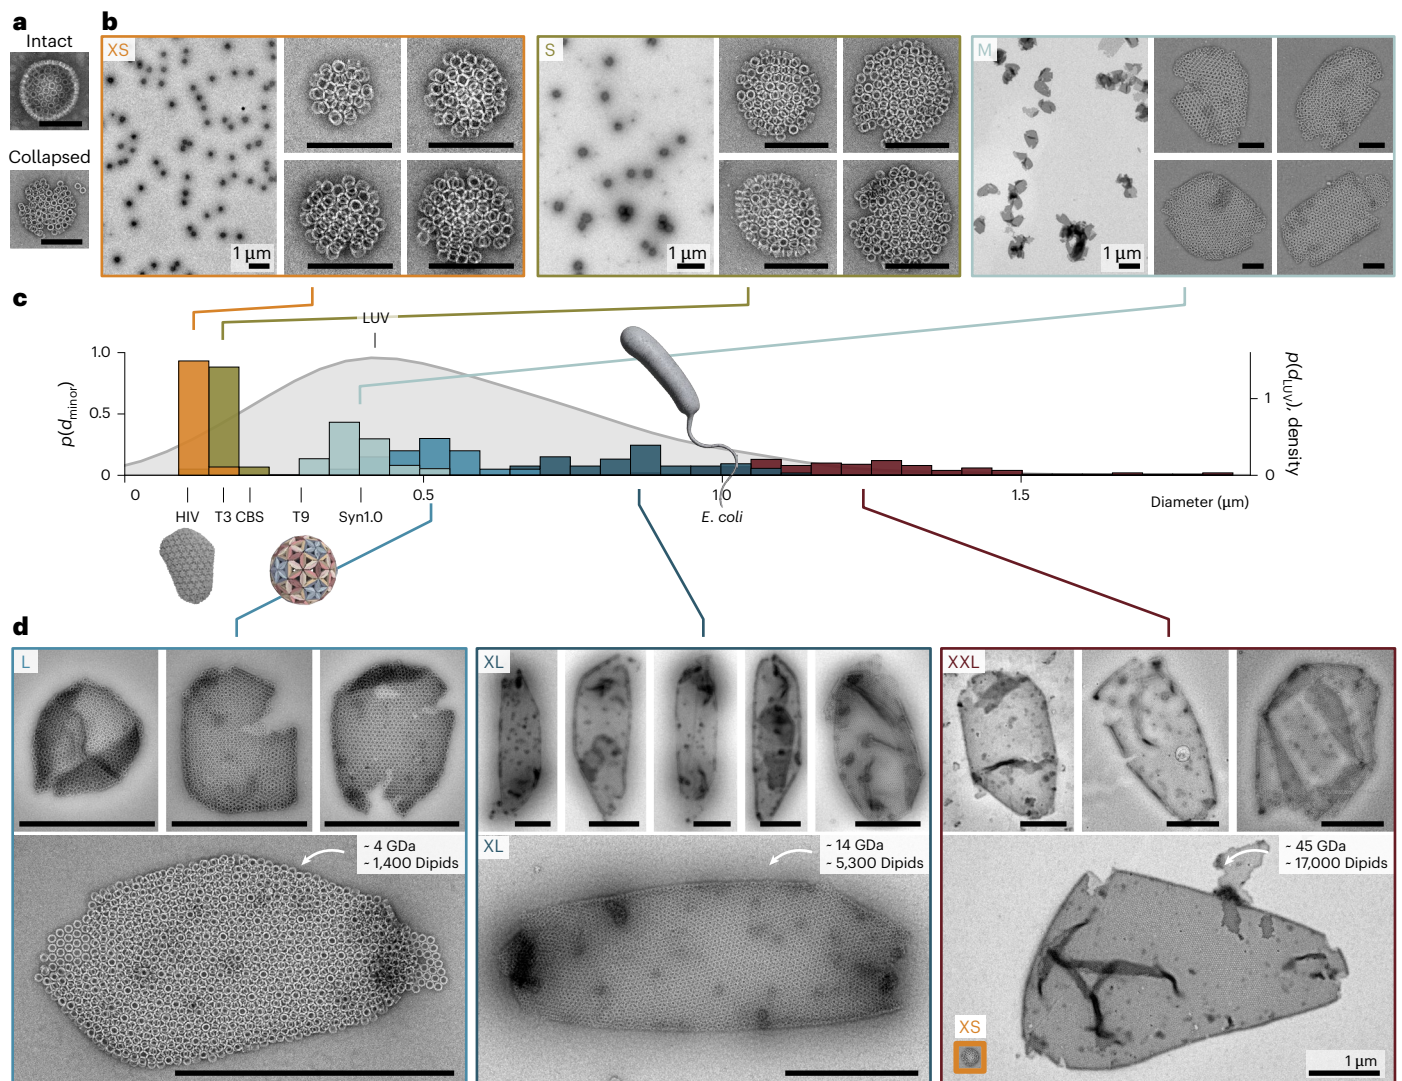 a
b
Intact
Collapsed
XS
1 μm
S
1 μm
M
1 μm
c
LUV
1.0
0.5
0
p(d_minor)
1
0
p(d_LUV), density
0
0.5
1.0
1.5
Diameter (μm)
HIV
T3
CBS
T9
Syn1.0
E. coli
d
L
~ 4 GDa
~ 1,400 Dipids
XL
XL
~ 14 GDa
~ 5,300 Dipids
XXL
~ 45 GDa
~ 17,000 Dipids
XS
1 μm